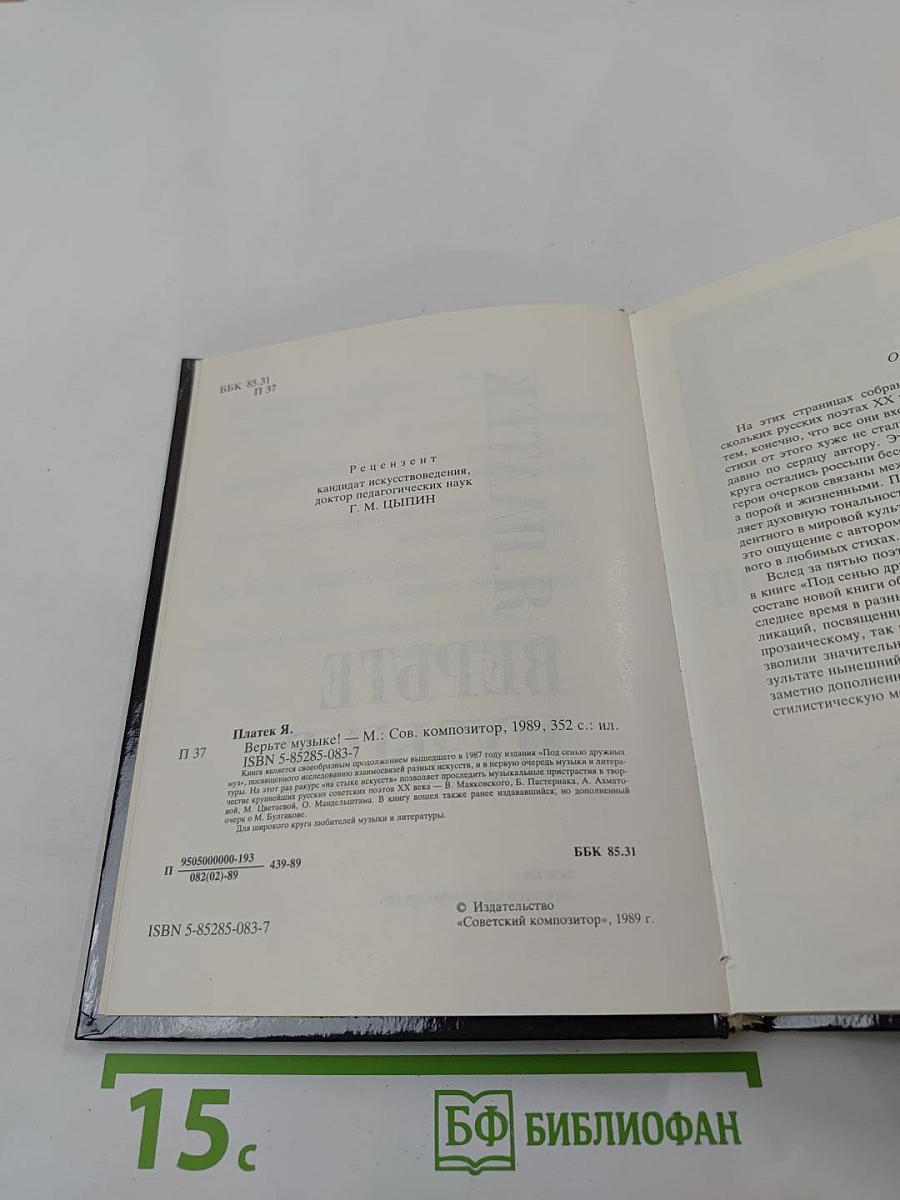 ББК 85.31
П 37
Рецензент
кандидат искусствоведения,
доктор педагогических наук
Г. М. ЦЫПИН
Платек Я.
П 37 Верьте музыке! — М.: Сов. композитор, 1989, 352 с.: ил.
ISBN 5-85285-083-7
Книга является своеобразным продолжением вышедшего в 1987 году издания «Под сенью дружных
муз», посвященного исследованию взаимосвязей разных искусств, и в первую очередь музыки и литера-
туры. На этот раз ракурс «на стыке искусств» позволяет проследить музыкальные пристрастия в твор-
честве крупнейших русских советских поэтов XX века — В. Маяковского, Б. Пастернака, А. Ахмато-
вой, М. Цветаевой, О. Мандельштама. В книгу вошел также ранее издававшийся, но дополненный
очерк о М. Булгакове.
Для широкого круга любителей музыки и литературы.
П 9505000000-193 439-89
082(02)-89
ББК 85.31
ISBN 5-85285-083-7
© Издательство
«Советский композитор», 1989 г.
О
На этих страницах собра
скольких русских поэтах XX
тем, конечно, что все они вх
стихи от этого хуже не стал
давно по сердцу автору. Э
круга остались россыпи бес
герои очерков связаны ме
а порой и жизненными. П
ляет духовную тональност
дентного в мировой куль
это ощущение с автором
вого в любимых стихах.
Вслед за пятью поэт
в книге «Под сенью др
составе новой книги об
следнее время в разн
ликаций, посвященн
прозаическому, так
зволили значительн
зультате нынешний
заметно дополнен
стилистическую м
15 с
БФ БИБЛИОФАН